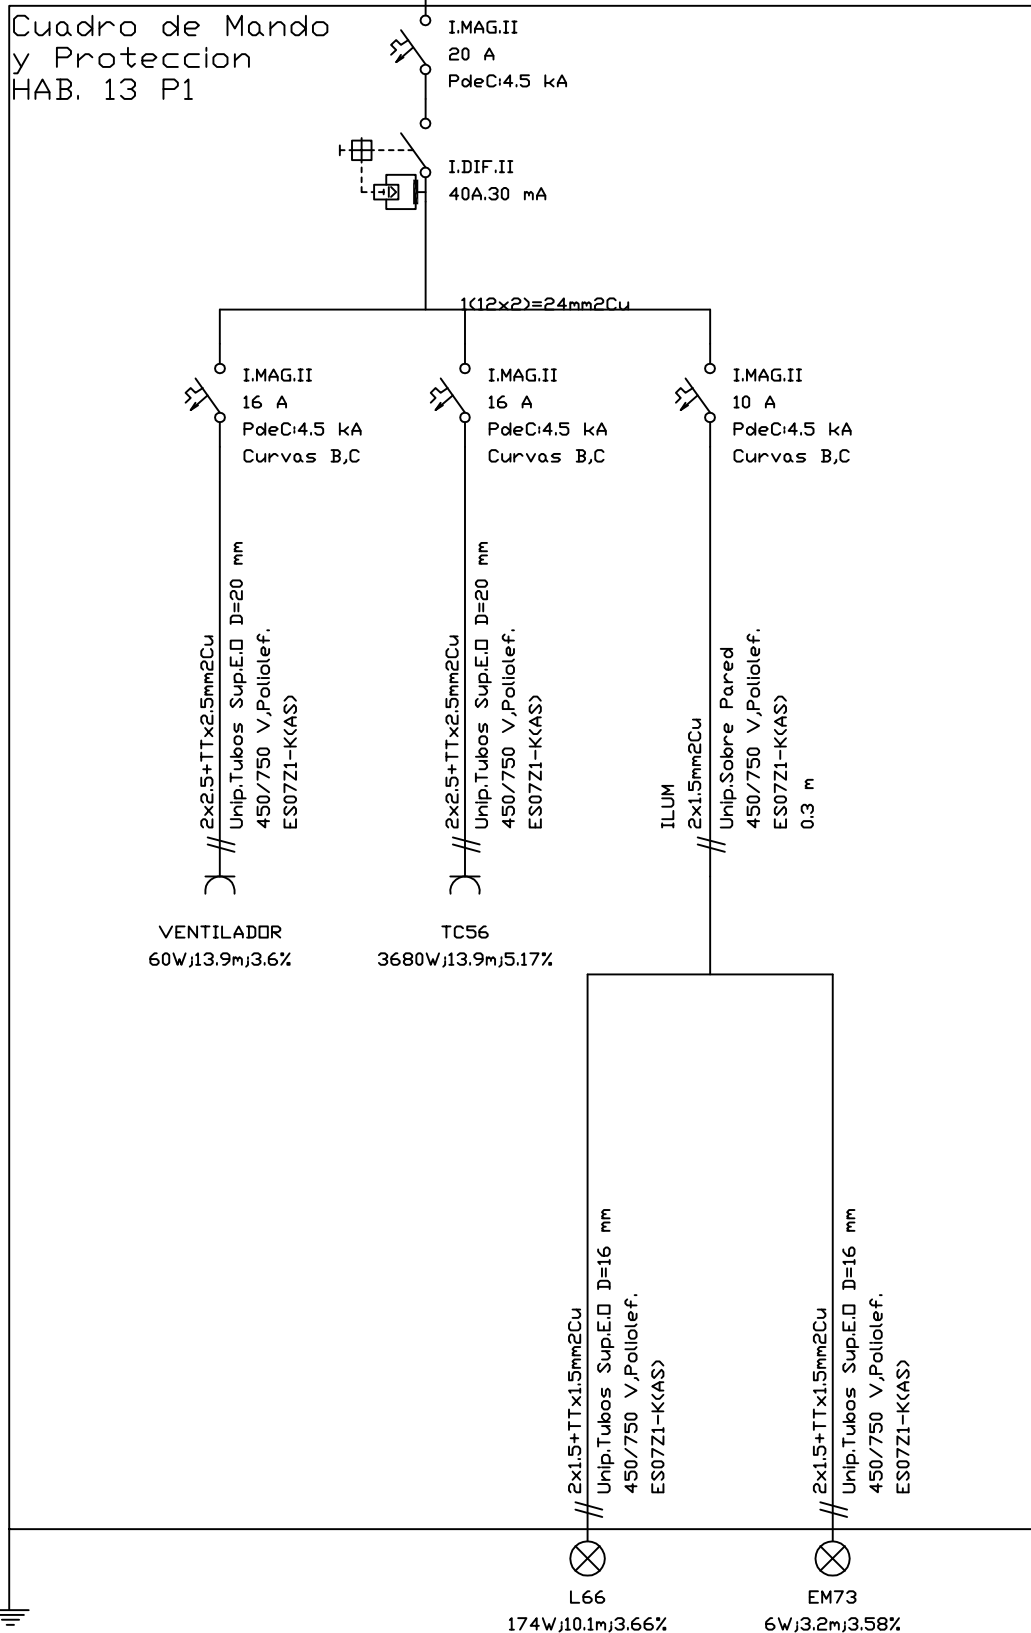 Cuadro de Mando
y Proteccion
HAB. 13 P1
I.MAG.II
20 A
PdeC:4.5 kA
I.DIF.II
40A.30 mA
1(12x2)=24mm2Cu
I.MAG.II
16 A
PdeC:4.5 kA
Curvas B,C
I.MAG.II
16 A
PdeC:4.5 kA
Curvas B,C
I.MAG.II
10 A
PdeC:4.5 kA
Curvas B,C
2x2.5+TTx2.5mm2Cu
Unip.Tubos Sup.E.O D=20 mm
450/750 V,Poliolef.
ES07Z1-K(AS)
2x2.5+TTx2.5mm2Cu
Unip.Tubos Sup.E.O D=20 mm
450/750 V,Poliolef.
ES07Z1-K(AS)
ILUM
2x1.5mm2Cu
Unip.Sobre Pared
450/750 V,Poliolef.
ES07Z1-K(AS)
0.3 m
VENTILADOR
60W;13.9m;3.6%
TC56
3680W;13.9m;5.17%
2x1.5+TTx1.5mm2Cu
Unip.Tubos Sup.E.O D=16 mm
450/750 V,Poliolef.
ES07Z1-K(AS)
2x1.5+TTx1.5mm2Cu
Unip.Tubos Sup.E.O D=16 mm
450/750 V,Poliolef.
ES07Z1-K(AS)
L66
174W;10.1m;3.66%
EM73
6W;3.2m;3.58%